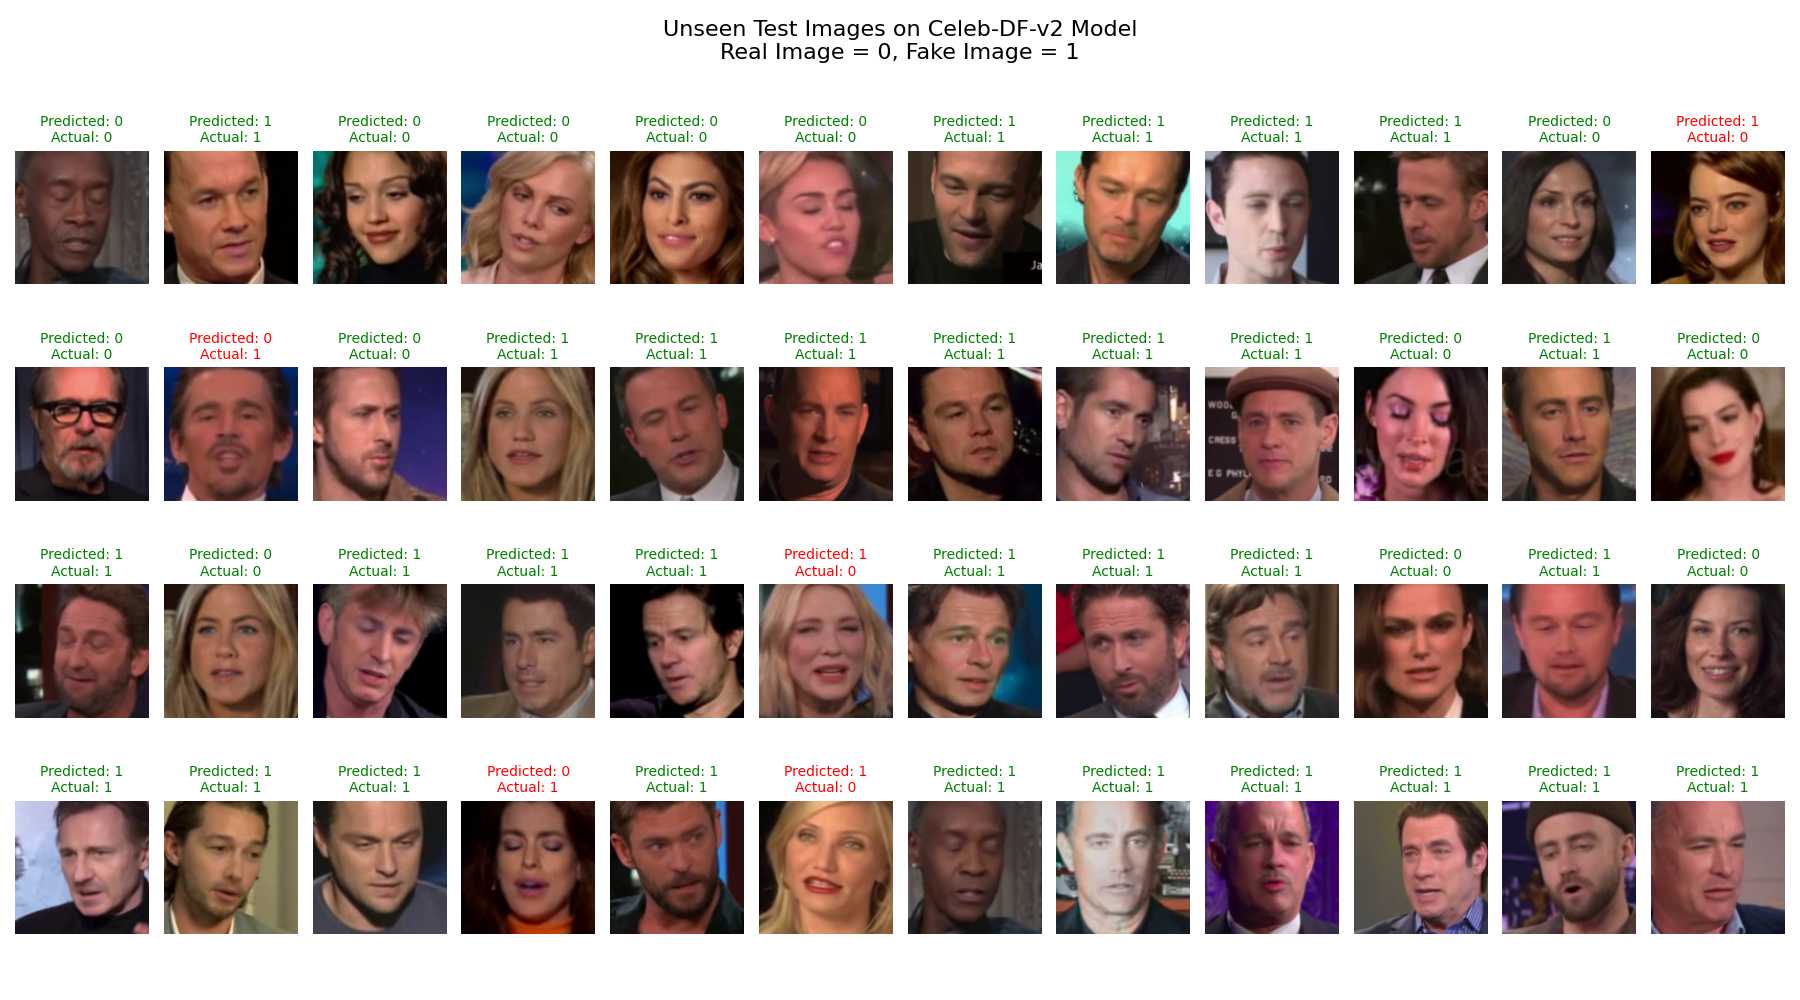 Unseen Test Images on Celeb-DF-v2 Model
Real Image = 0, Fake Image = 1
Predicted: 0 Predicted: 1 Predicted: 0 Predicted: 0 Predicted: 0 Predicted: 0 Predicted: 1 Predicted: 1 Predicted: 1 Predicted: 1 Predicted: 0 Predicted: 1
Actual: 0 Actual: 1 Actual: 0 Actual: 0 Actual: 0 Actual: 0 Actual: 1 Actual: 1 Actual: 1 Actual: 1 Actual: 0 Actual: 0
Ja
Predicted: 0 Predicted: 0 Predicted: 0 Predicted: 1 Predicted: 1 Predicted: 1 Predicted: 1 Predicted: 1 Predicted: 1 Predicted: 0 Predicted: 1 Predicted: 0
Actual: 0 Actual: 1 Actual: 0 Actual: 1 Actual: 1 Actual: 1 Actual: 1 Actual: 1 Actual: 1 Actual: 0 Actual: 1 Actual: 0
CRESS
E.G PHYL
Predicted: 1 Predicted: 0 Predicted: 1 Predicted: 1 Predicted: 1 Predicted: 1 Predicted: 1 Predicted: 1 Predicted: 1 Predicted: 0 Predicted: 1 Predicted: 0
Actual: 1 Actual: 0 Actual: 1 Actual: 1 Actual: 1 Actual: 0 Actual: 1 Actual: 1 Actual: 1 Actual: 0 Actual: 1 Actual: 0
Predicted: 1 Predicted: 1 Predicted: 1 Predicted: 0 Predicted: 1 Predicted: 1 Predicted: 1 Predicted: 1 Predicted: 1 Predicted: 1 Predicted: 1 Predicted: 1
Actual: 1 Actual: 1 Actual: 1 Actual: 1 Actual: 1 Actual: 0 Actual: 1 Actual: 1 Actual: 1 Actual: 1 Actual: 1 Actual: 1